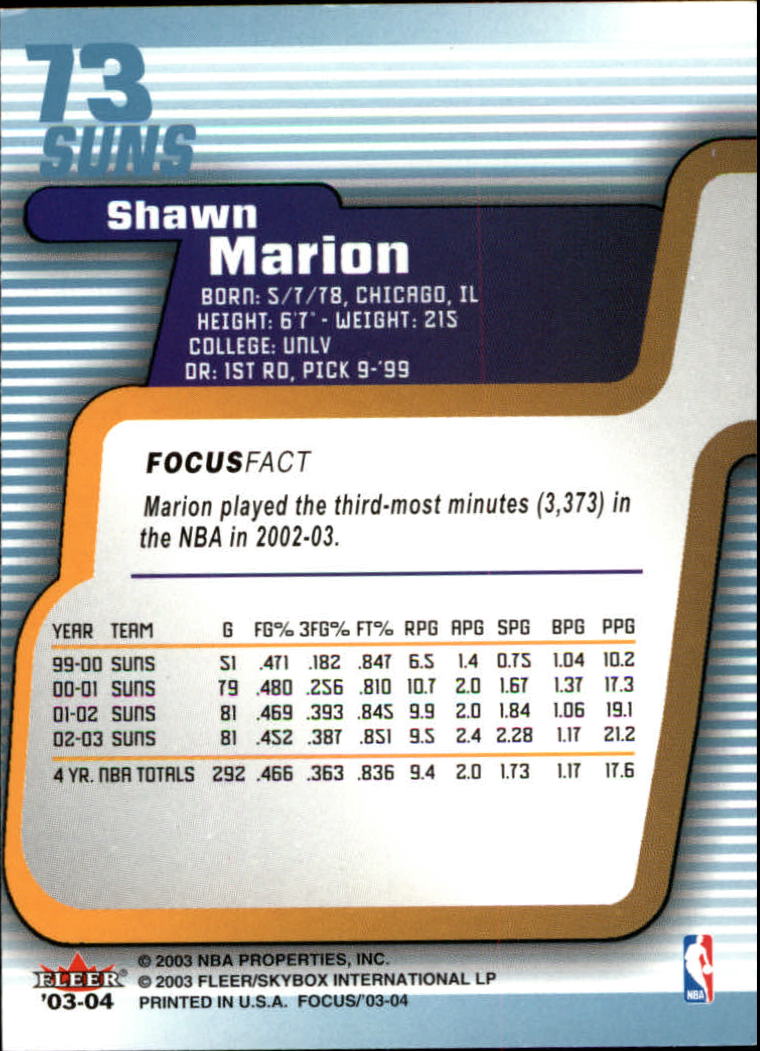 73
SUNS
Shawn
Marion
BORN: 5/7/78, CHICAGO, IL
HEIGHT: 6'7" - WEIGHT: 215
COLLEGE: UNLV
DR: 1ST RD, PICK 9-'99
FOCUSFACT
Marion played the third-most minutes (3,373) in
the NBA in 2002-03.
YEAR TEAM G FG% 3FG% FT% RPG APG SPG BPG PPG
99-00 SUNS 51 .471 .182 .847 6.5 1.4 0.75 1.04 10.2
00-01 SUNS 79 .480 .256 .810 10.7 2.0 1.67 1.37 17.3
01-02 SUNS 81 .469 .393 .845 9.9 2.0 1.84 1.06 19.1
02-03 SUNS 81 .452 .387 .851 9.5 2.4 2.28 1.17 21.2
4 YR. NBA TOTALS 292 .466 .363 .836 9.4 2.0 1.73 1.17 17.6
FLEER®
'03-04
© 2003 NBA PROPERTIES, INC.
© 2003 FLEER/SKYBOX INTERNATIONAL LP
PRINTED IN U.S.A. FOCUS/'03-04
NBA